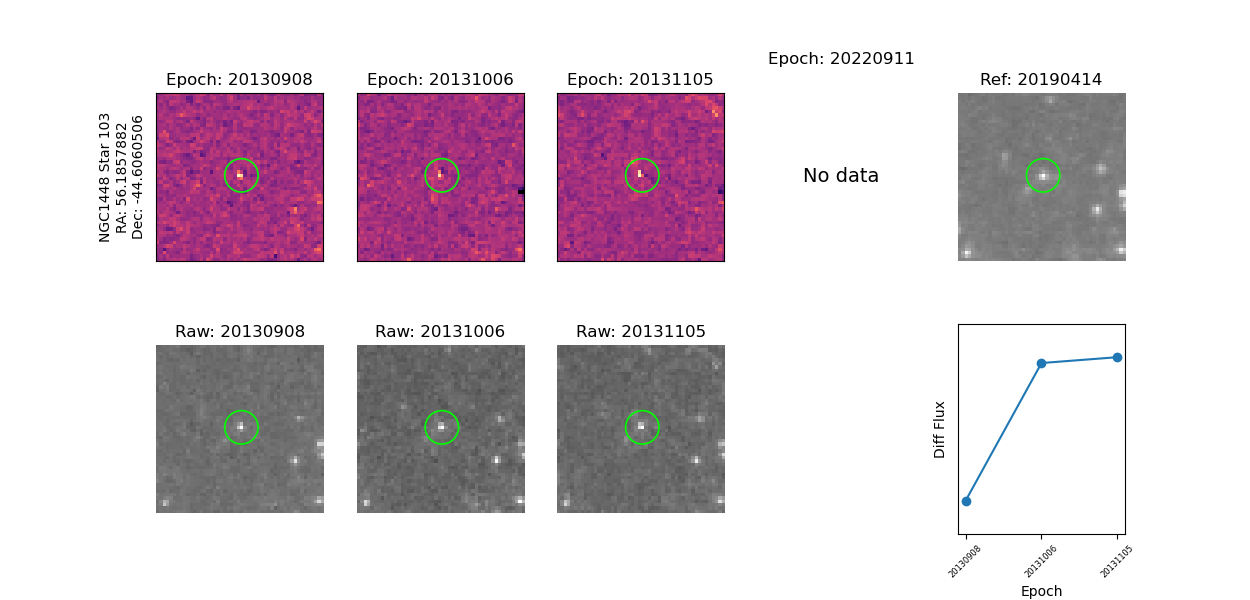 Epoch: 20220911
Epoch: 20130908
Epoch: 20131006
Epoch: 20131105
Ref: 20190414
NGC1448 Star 103
RA: 56.1857882
Dec: -44.6060506
No data
Raw: 20130908
Raw: 20131006
Raw: 20131105
Diff Flux
20130908
20131006
20131105
Epoch